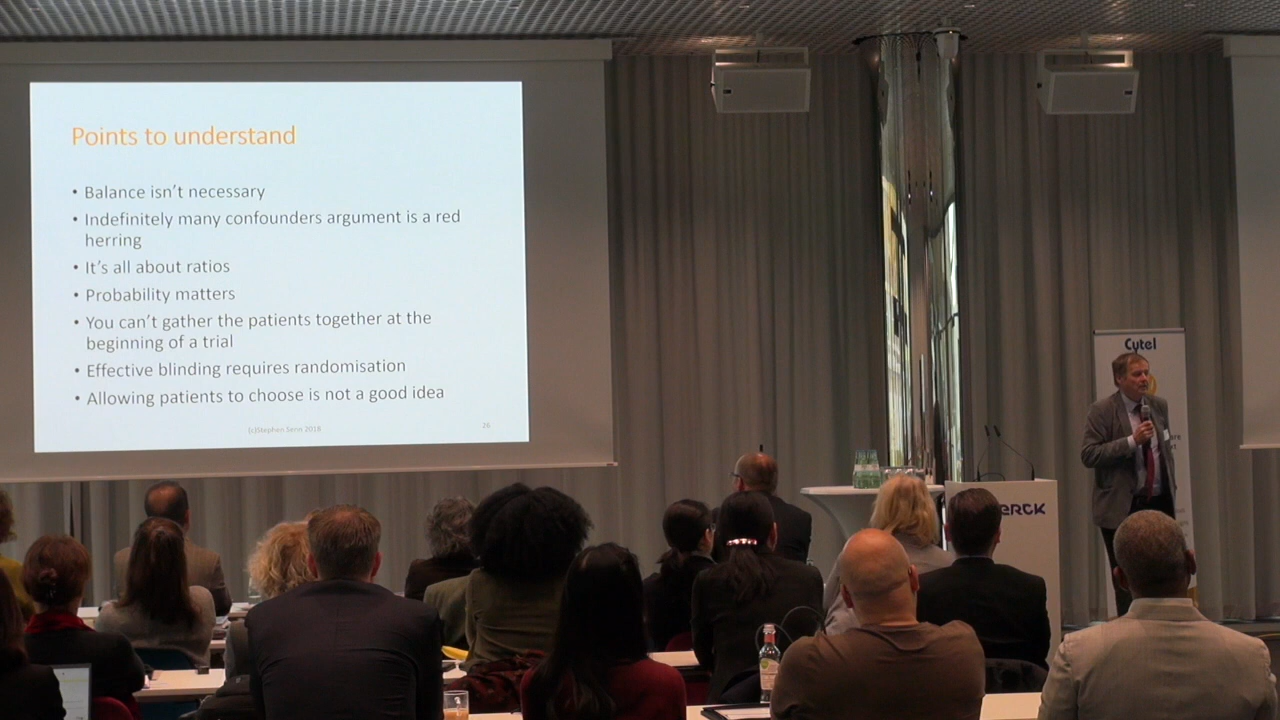 Points to understand
• Balance isn't necessary
• Indefinitely many confounders argument is a red
herring
• It's all about ratios
• Probability matters
• You can't gather the patients together at the
beginning of a trial
• Effective blinding requires randomisation
• Allowing patients to choose is not a good idea
(c)Stephen Senn 2018
26
Cytel
ERCK